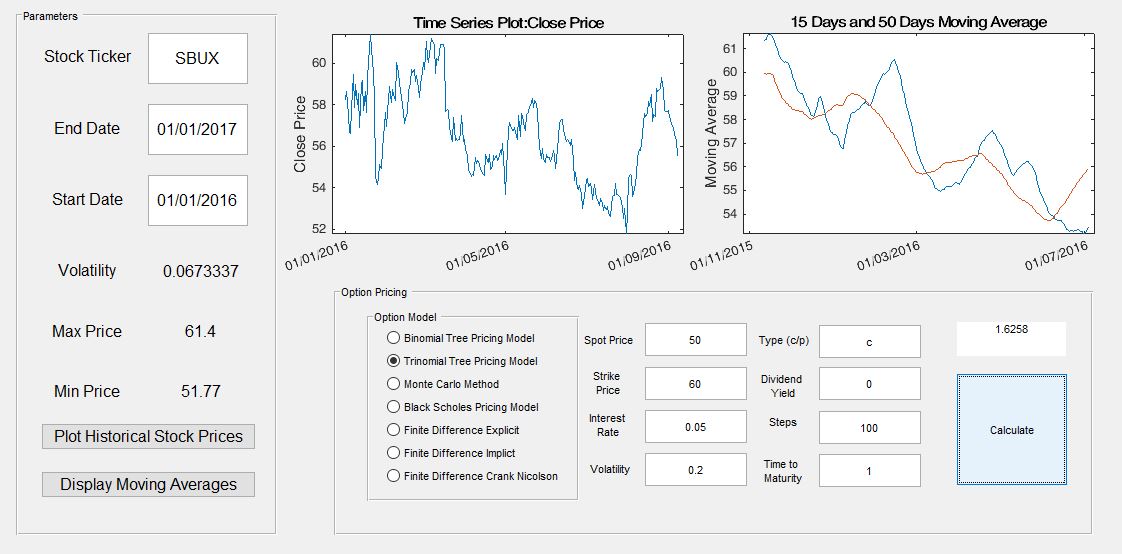 Parameters
Stock Ticker
SBUX
End Date
01/01/2017
Start Date
01/01/2016
Volatility
0.0673337
Max Price
61.4
Min Price
51.77
Plot Historical Stock Prices
Display Moving Averages
Time Series Plot:Close Price
Close Price
60
58
56
54
52
01/01/2016
01/05/2016
01/09/2016
15 Days and 50 Days Moving Average
Moving Average
61
60
59
58
57
56
55
54
01/11/2015
01/03/2016
01/07/2016
Option Pricing
Option Model
Binomial Tree Pricing Model
Trinomial Tree Pricing Model
Monte Carlo Method
Black Scholes Pricing Model
Finite Difference Explicit
Finite Difference Implict
Finite Difference Crank Nicolson
Spot Price
50
Strike
Price
60
Interest
Rate
0.05
Volatility
0.2
Type (c/p)
c
Dividend
Yield
0
Steps
100
Time to
Maturity
1
1.6258
Calculate